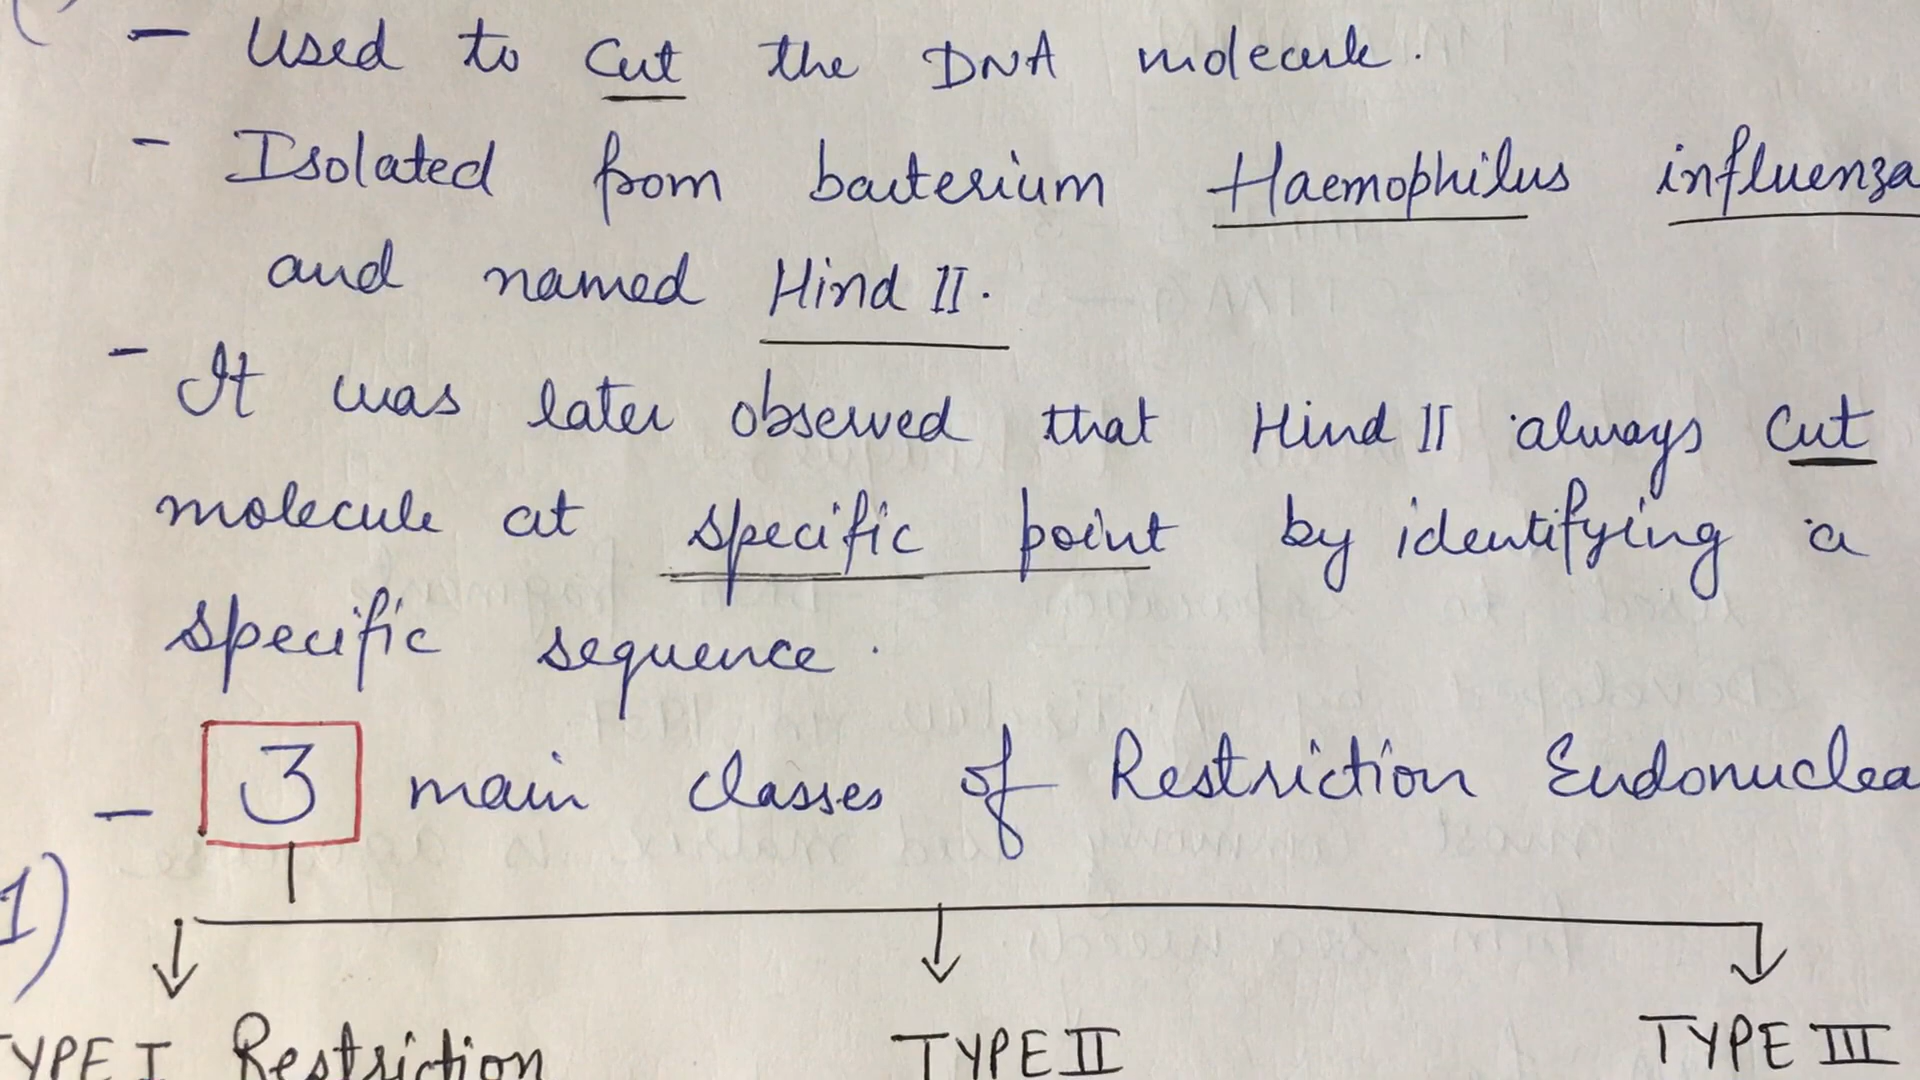 - Used to cut the DNA molecule.
- Isolated from bacterium Haemophilus influenza
and named Hind II.
- It was later observed that Hind II always cut
molecule at specific point by identifying a
specific sequence.
- 3 main classes of Restriction Endonuclea
1)
TYPE I Restriction TYPE II TYPE III